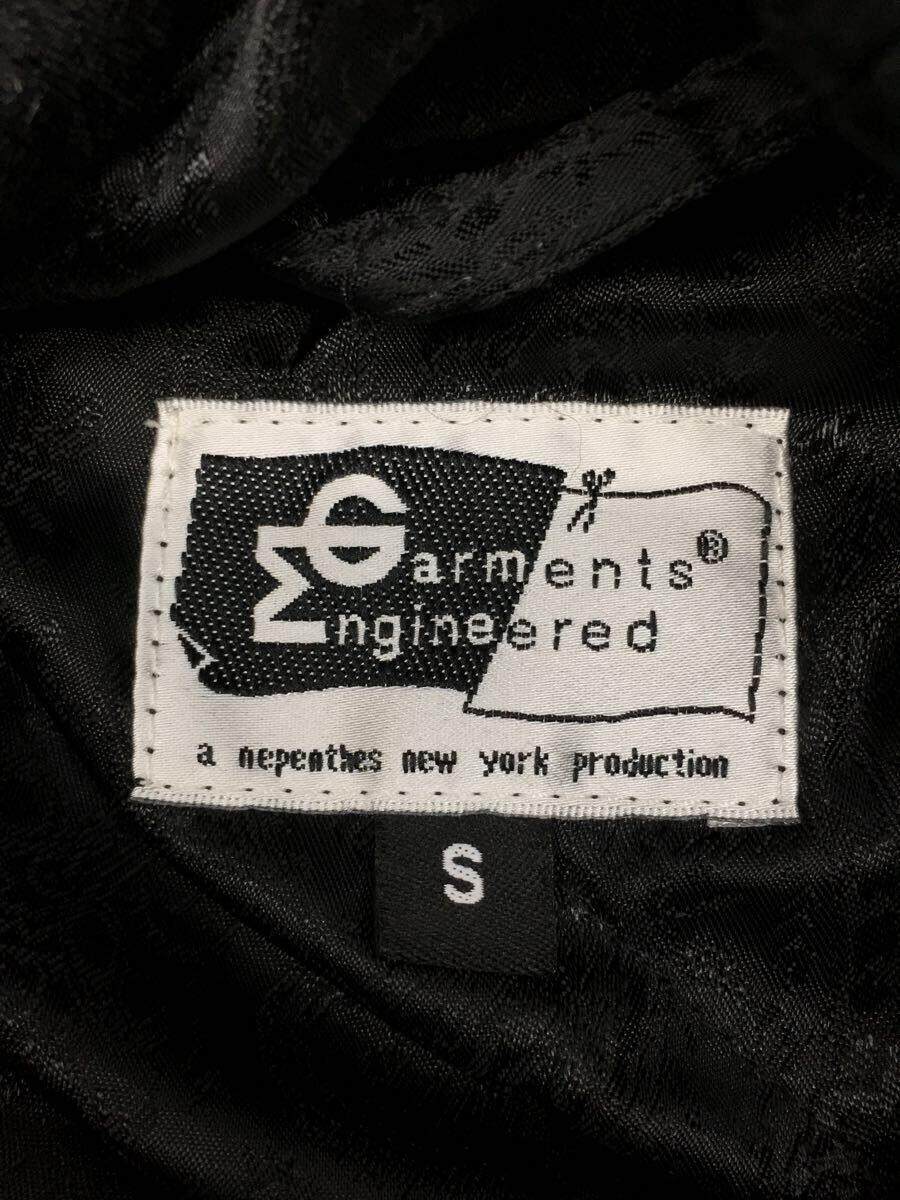 Garments®
Engineered
a nepenthes new york production
S